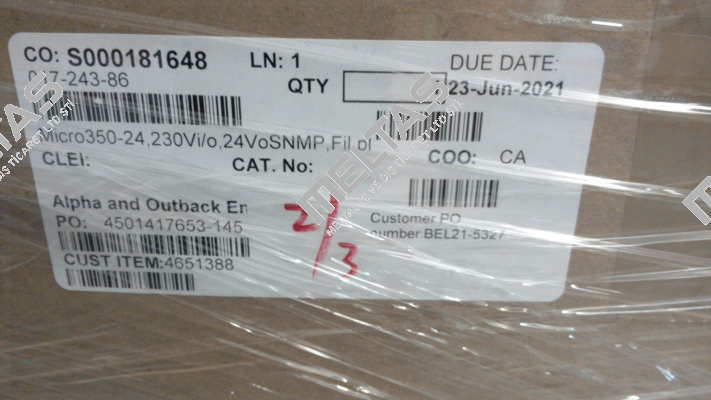 CO: S000181648 LN: 1 DUE DATE:
7-243-86 QTY 23-Jun-2021
Micro350-24,230Vi/o,24VoSNMP,Fil,pl
CLEI: CAT. No: COO: CA
Alpha and Outback En
2/3
Customer PO
PO: 4501417653-145
number BEL21-5327
CUST ITEM:4651388
MELTAS